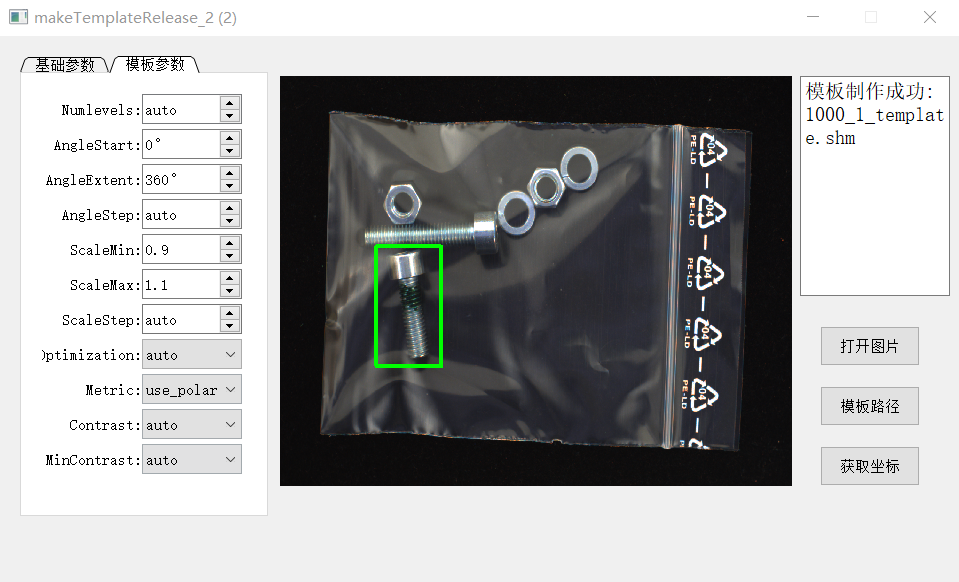 makeTemplateRelease_2 (2)
基础参数 模板参数
Numlevels: auto
AngleStart: 0°
AngleExtent: 360°
AngleStep: auto
ScaleMin: 0.9
ScaleMax: 1.1
ScaleStep: auto
Optimization: auto
Metric: use_polar
Contrast: auto
MinContrast: auto
04
PE-LD
04
PE-LD
04
PE-LD
04
PE-LD
04
PE-LD
模板制作成功:
1000_1_templat
e.shm
打开图片
模板路径
获取坐标